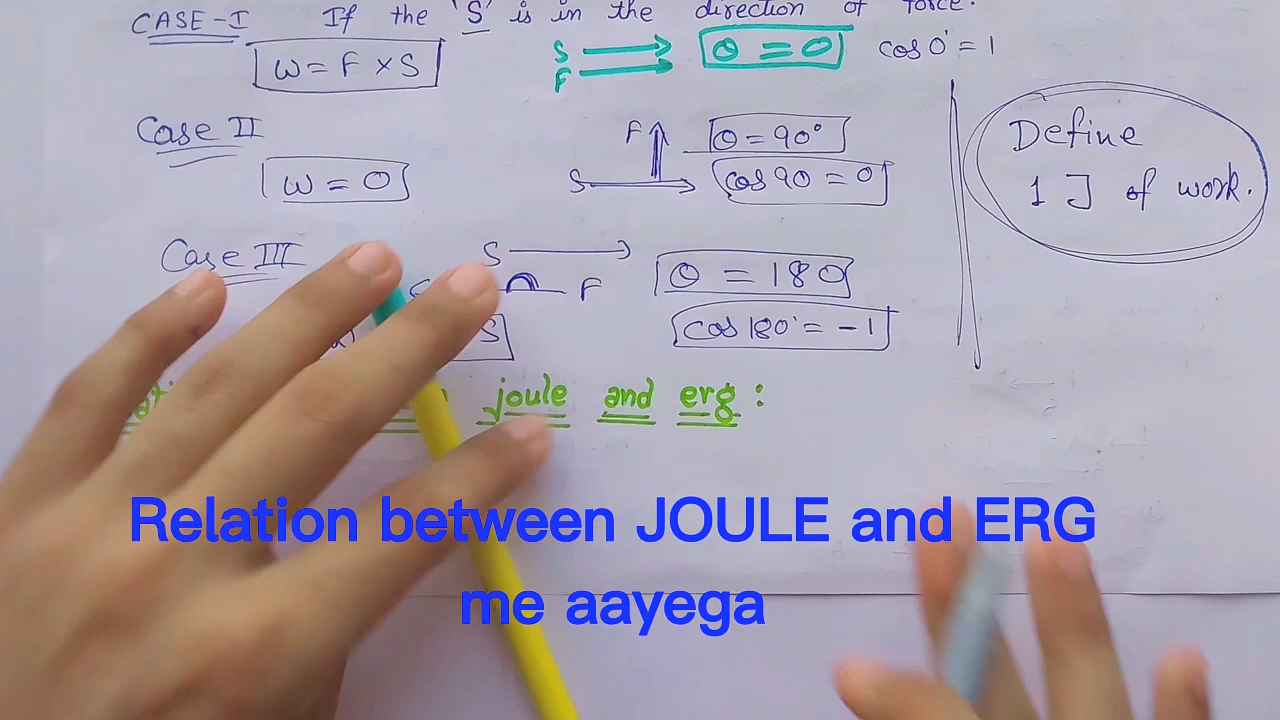 CASE-I If the 'S' is in the direction of force.
W = F × S
S
F
θ = 0
cos 0° = 1
Case II
W = 0
F
S
θ = 90°
cos 90 = 0
Define
1 J of work.
Case III
S
F
θ = 180
S
cos 180° = -1
joule and erg :
Relation between JOULE and ERG
me aayega